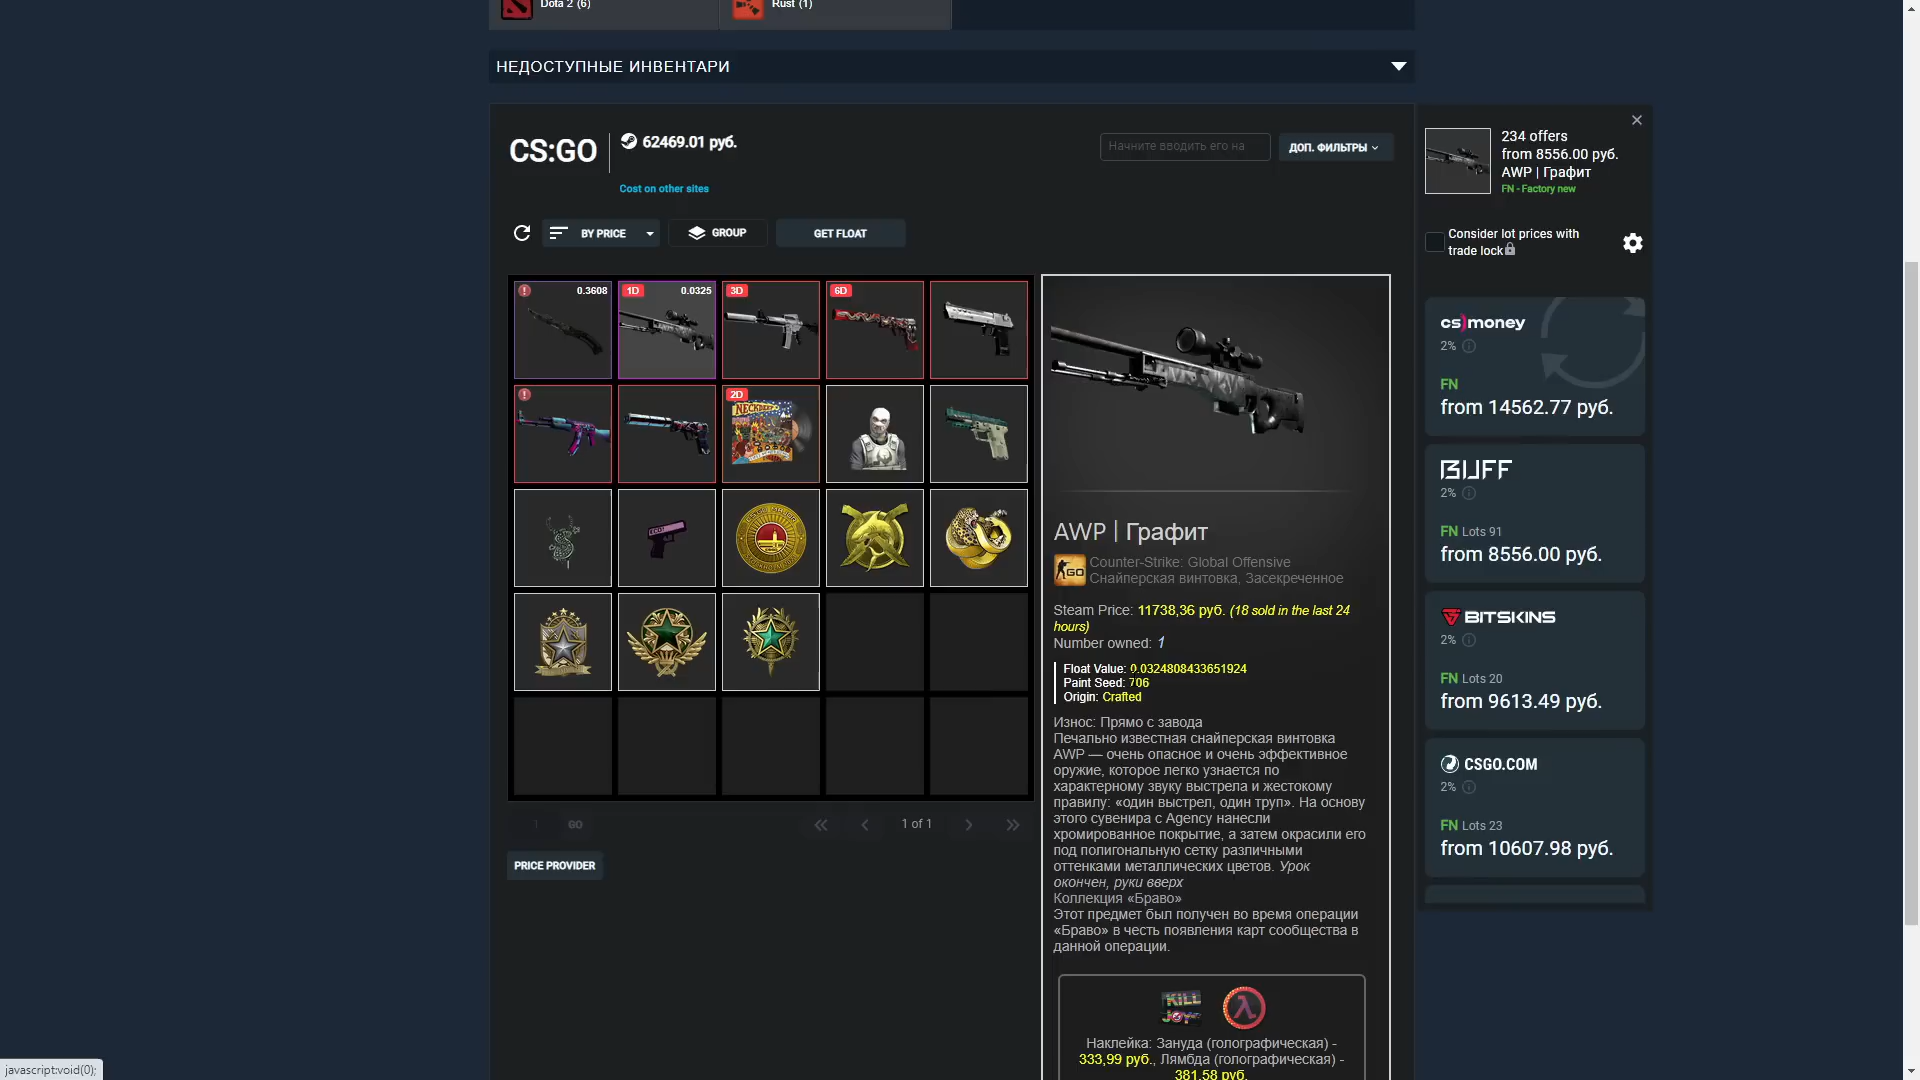 Dota 2 (6)
Rust (1)
НЕДОСТУПНЫЕ ИНВЕНТАРИ
CS:GO
62469.01 руб.
Cost on other sites
Начните вводить его на
ДОП. ФИЛЬТРЫ
BY PRICE
GROUP
GET FLOAT
0.3608
1D
0.0325
3D
6D
2D
1
GO
1 of 1
PRICE PROVIDER
AWP | Графит
GO
Counter-Strike: Global Offensive
Снайперская винтовка, Засекреченное
Steam Price: 11738,36 руб. (18 sold in the last 24
hours)
Number owned: 1
Float Value: 0.0324808433651924
Paint Seed: 706
Origin: Crafted
Износ: Прямо с завода
Печально известная снайперская винтовка
AWP — очень опасное и очень эффективное
оружие, которое легко узнается по
характерному звуку выстрела и жестокому
правилу: «один выстрел, один труп». На основу
этого сувенира с Agency нанесли
хромированное покрытие, а затем окрасили его
под полигональную сетку различными
оттенками металлических цветов. Урок
окончен, руки вверх
Коллекция «Браво»
Этот предмет был получен во время операции
«Браво» в честь появления карт сообщества в
данной операции.
KILL
JOY
Наклейка: Зануда (голографическая) -
333,99 руб., Лямбда (голографическая) -
381,58 руб.
234 offers
from 8556.00 руб.
AWP | Графит
FN - Factory new
Consider lot prices with
trade lock
cs money
2%
FN
from 14562.77 руб.
BUFF
2%
FN Lots 91
from 8556.00 руб.
BITSKINS
2%
FN Lots 20
from 9613.49 руб.
CSGO.COM
2%
FN Lots 23
from 10607.98 руб.
javascript:void(0);